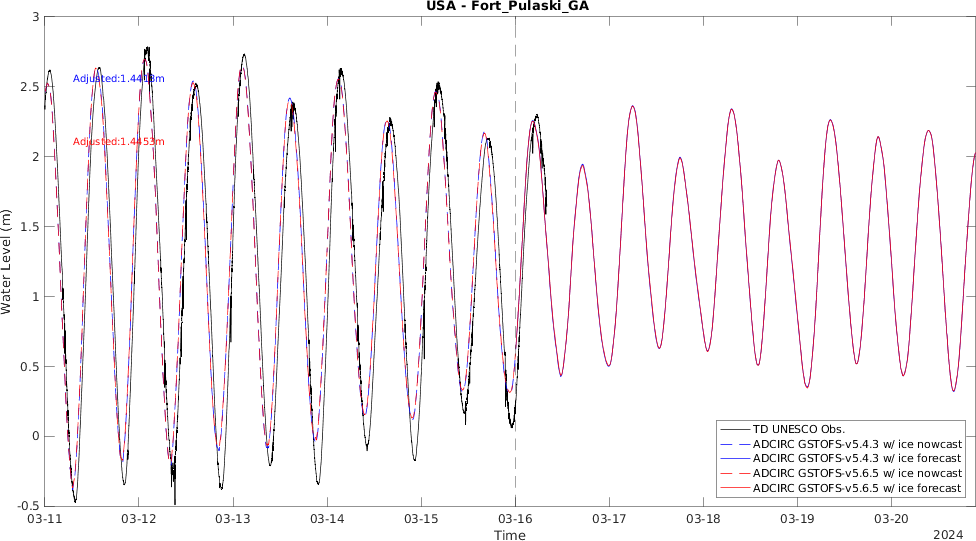 USA - Fort_Pulaski_GA
3
2.5
2
1.5
1
0.5
0
-0.5
Water Level (m)
Adjusted:1.4418m
Adjusted:1.4453m
TD UNESCO Obs.
ADCIRC GSTOFS-v5.4.3 w/ ice nowcast
ADCIRC GSTOFS-v5.4.3 w/ ice forecast
ADCIRC GSTOFS-v5.6.5 w/ ice nowcast
ADCIRC GSTOFS-v5.6.5 w/ ice forecast
03-11 03-12 03-13 03-14 03-15 03-16 03-17 03-18 03-19 03-20
Time
2024